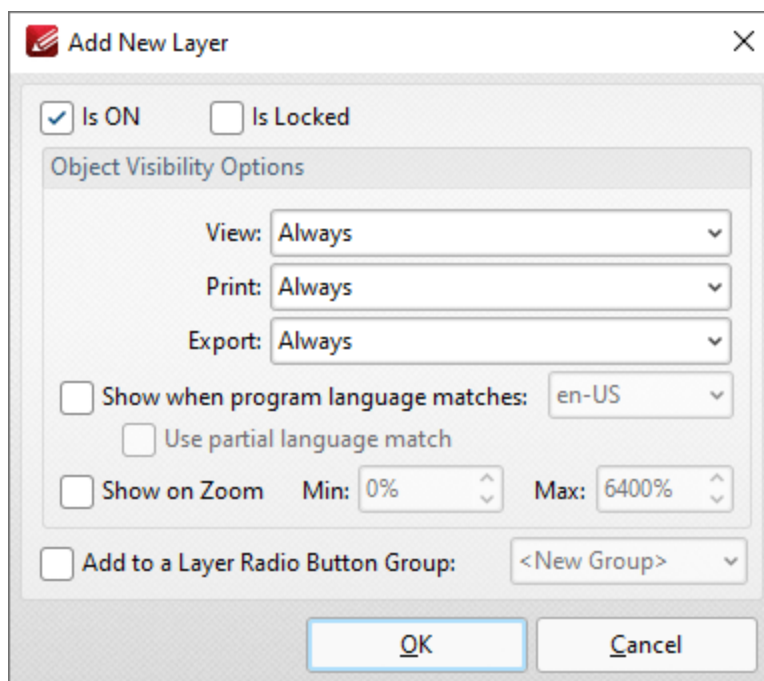 Add New Layer
Is ON Is Locked
Object Visibility Options
View: Always
Print: Always
Export: Always
Show when program language matches: en-US
Use partial language match
Show on Zoom Min: 0% Max: 6400%
Add to a Layer Radio Button Group: <New Group>
OK Cancel